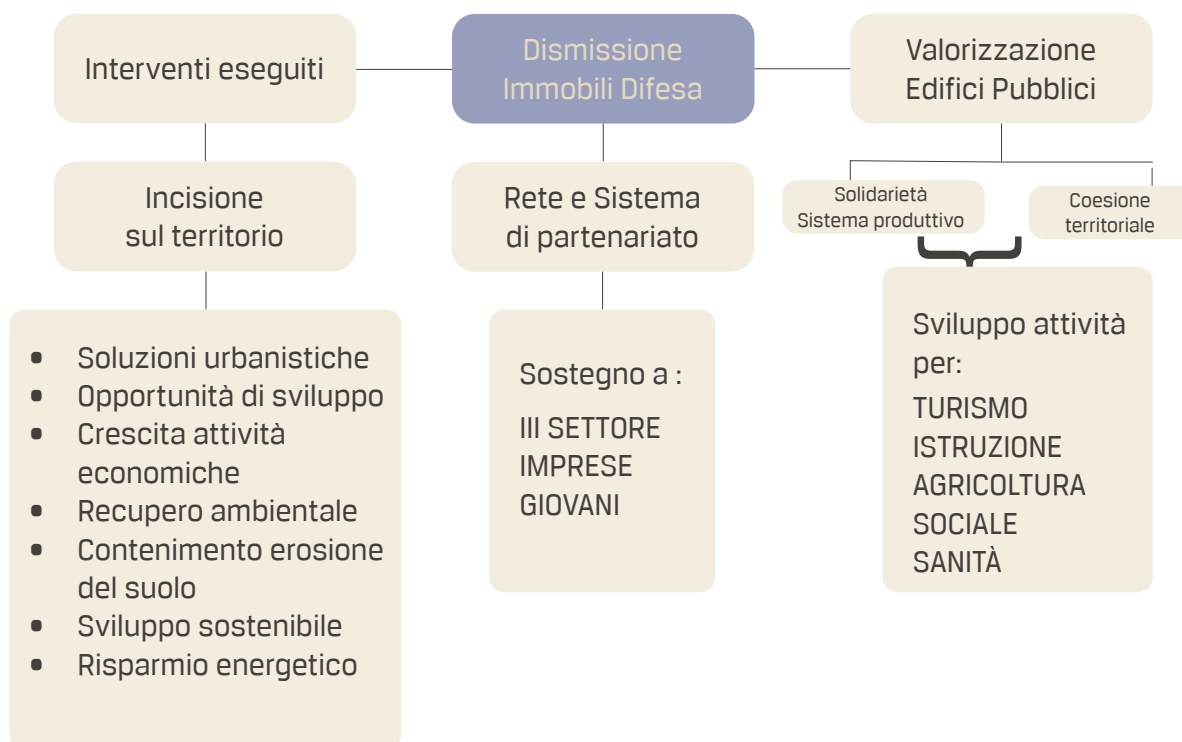 Interventi eseguiti
Dismissione
Immobili Difesa
Valorizzazione
Edifici Pubblici
Incisione
sul territorio
Rete e Sistema
di partenariato
Solidarietà
Sistema produttivo
Coesione
territoriale
• Soluzioni urbanistiche
• Opportunità di sviluppo
• Crescita attività
economiche
• Recupero ambientale
• Contenimento erosione
del suolo
• Sviluppo sostenibile
• Risparmio energetico
Sostegno a :
III SETTORE
IMPRESE
GIOVANI
Sviluppo attività
per:
TURISMO
ISTRUZIONE
AGRICOLTURA
SOCIALE
SANITÀ